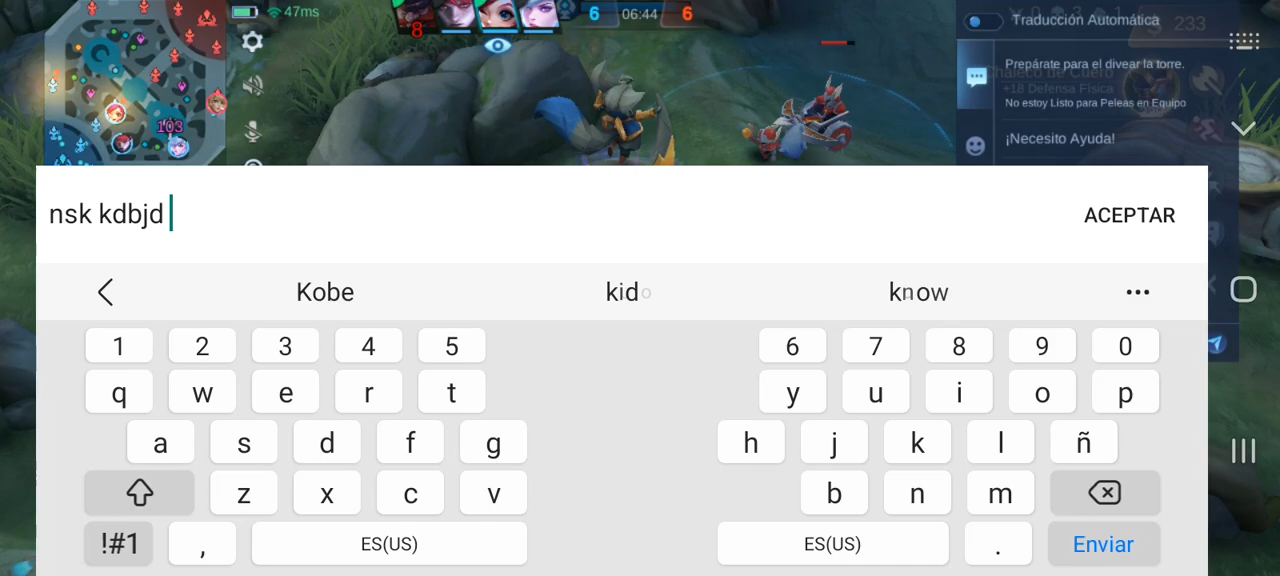 47ms
8
6 06:44 6
103
Traducción Automática
233
Prepárate para el divear la torre.
+18 Defensa Física
No estoy Listo para Peleas en Equipo
¡Necesito Ayuda!
nsk kdbjd
ACEPTAR
Kobe kid know
1 2 3 4 5 6 7 8 9 0
q w e r t y u i o p
a s d f g h j k l ñ
z x c v b n m
!#1 , ES(US) ES(US) . Enviar